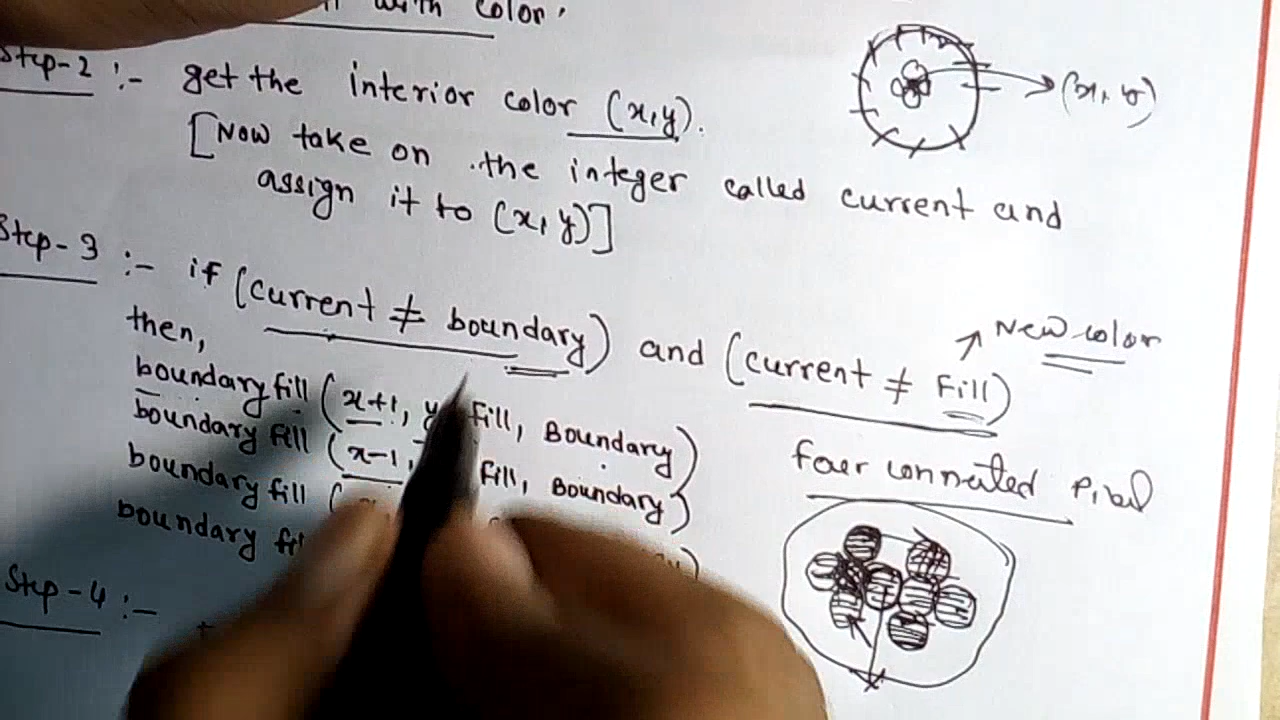 with color.
Step-2 :- get the interior color (x,y).
(x, y)
[Now take on the integer called current and
assign it to (x, y)]
Step-3 :- if (current ≠ boundary) and (current ≠ Fill)
New color
then,
boundary fill (x+1, y, Fill, Boundary)
boundary fill (x-1, fill, Boundary)
boundary fill (
boundary
four connected Pixel
Step-4 :-